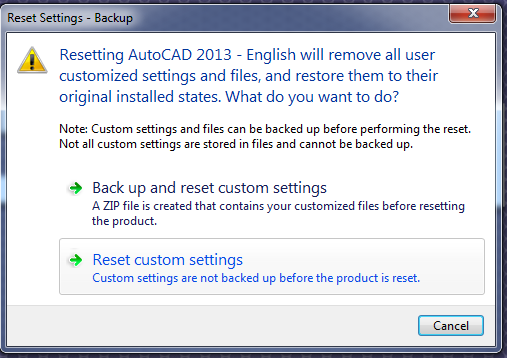 Reset Settings - Backup
Resetting AutoCAD 2013 - English will remove all user
customized settings and files, and restore them to their
original installed states. What do you want to do?
Note: Custom settings and files can be backed up before performing the reset.
Not all custom settings are stored in files and cannot be backed up.
Back up and reset custom settings
A ZIP file is created that contains your customized files before resetting
the product.
Reset custom settings
Custom settings are not backed up before the product is reset.
Cancel